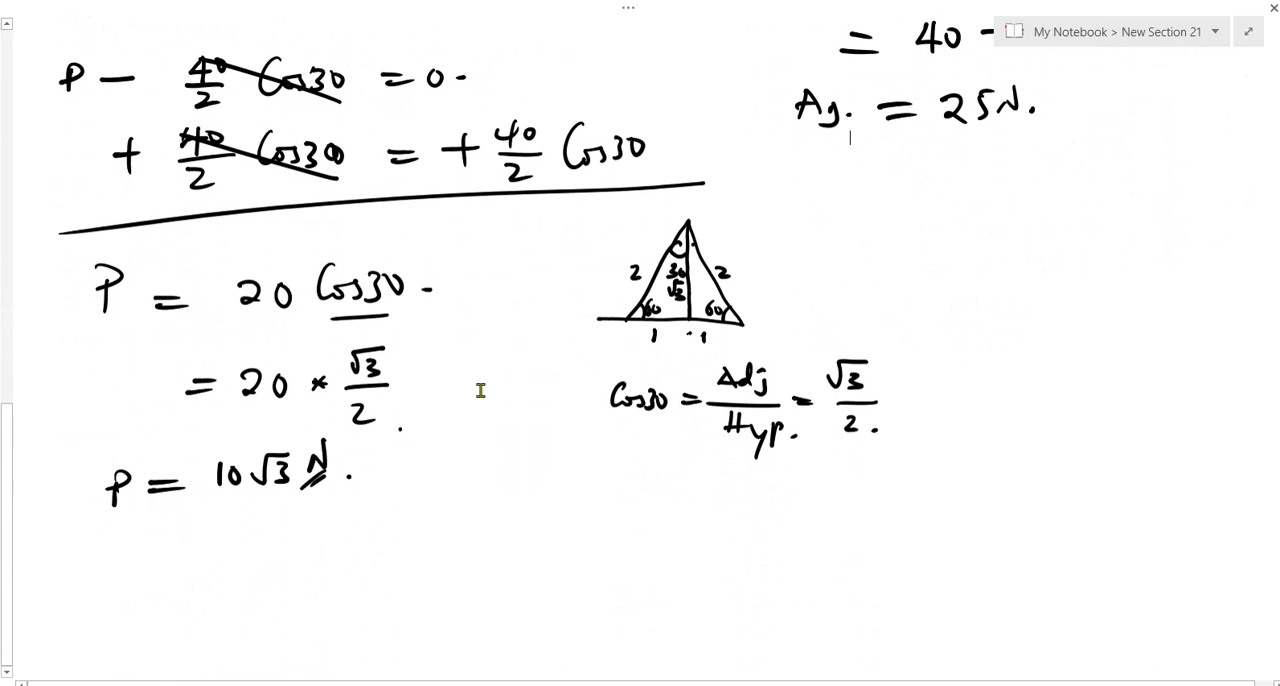 P - 40/2 Cos30 = 0.
+ 40/2 Cos30 = + 40/2 Cos30
P = 20 Cos30.
= 20 * √3/2.
P = 10√3 N.
= 40 -
Ay. = 25N.
My Notebook > New Section 21
2 30 2
√3
60 60
1 1
Cos30 = Adj/Hyp. = √3/2.